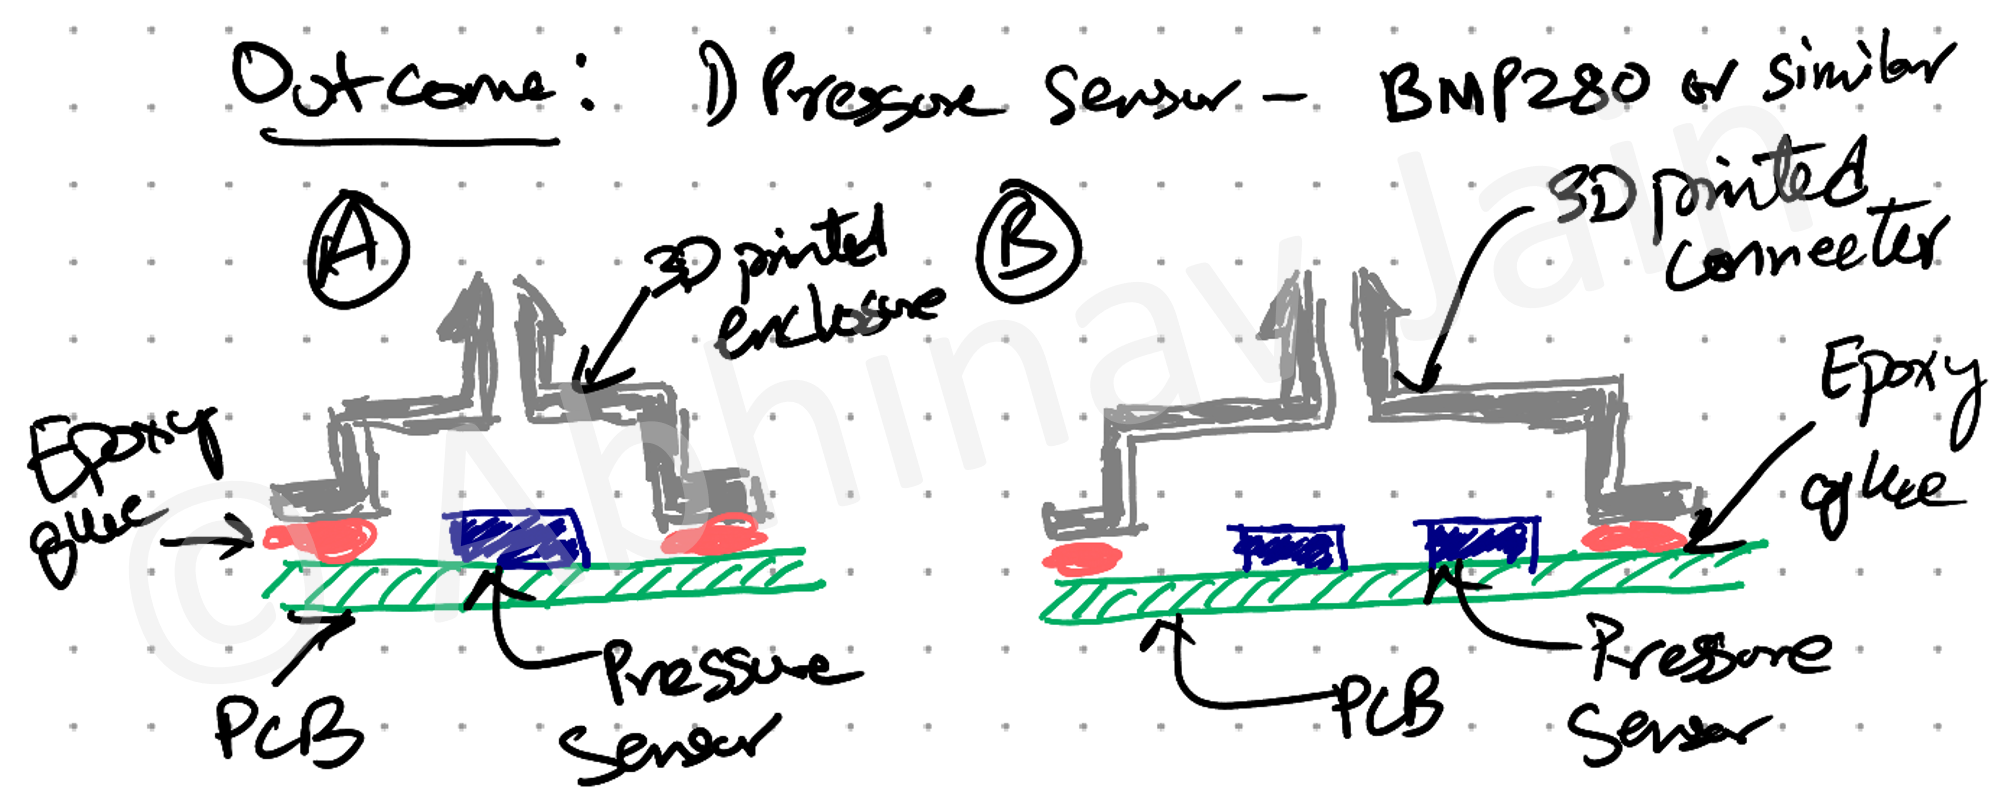 Outcome: 1) Pressure Sensor - BMP280 or similar
A
3D printed
enclosure
B
3D printed
connecter
Epoxy
glue
Epoxy
glue
PCB
Pressure
Sensor
PCB
Pressure
Sensor
© Abhinav Jain